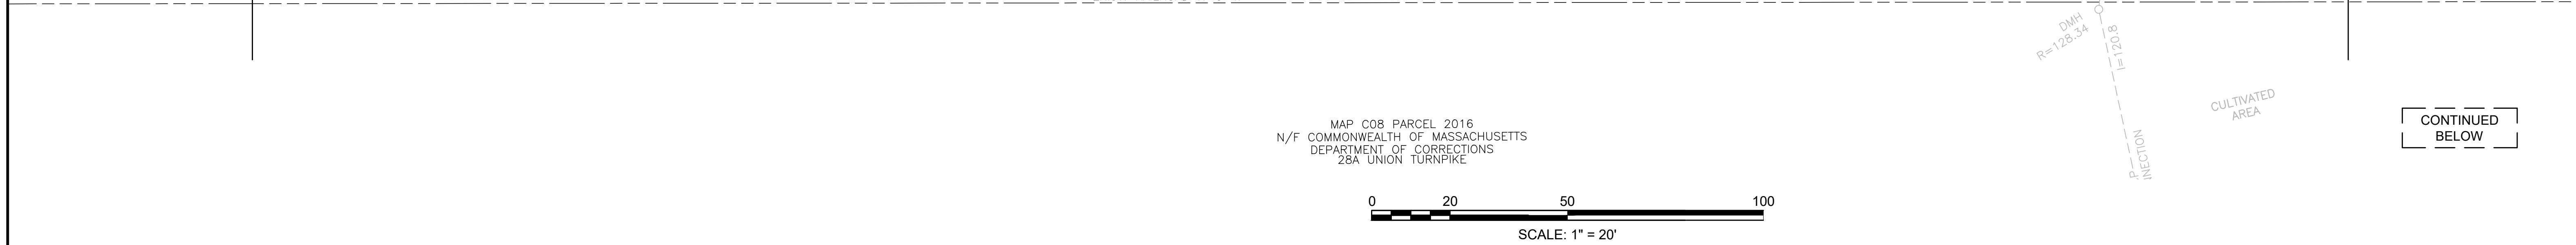 DMH
R=128.34
I=120.8
CULTIVATED
AREA
CONTINUED
BELOW
MAP C08 PARCEL 2016
N/F COMMONWEALTH OF MASSACHUSETTS
DEPARTMENT OF CORRECTIONS
28A UNION TURNPIKE
0 20 50 100
SCALE: 1" = 20'